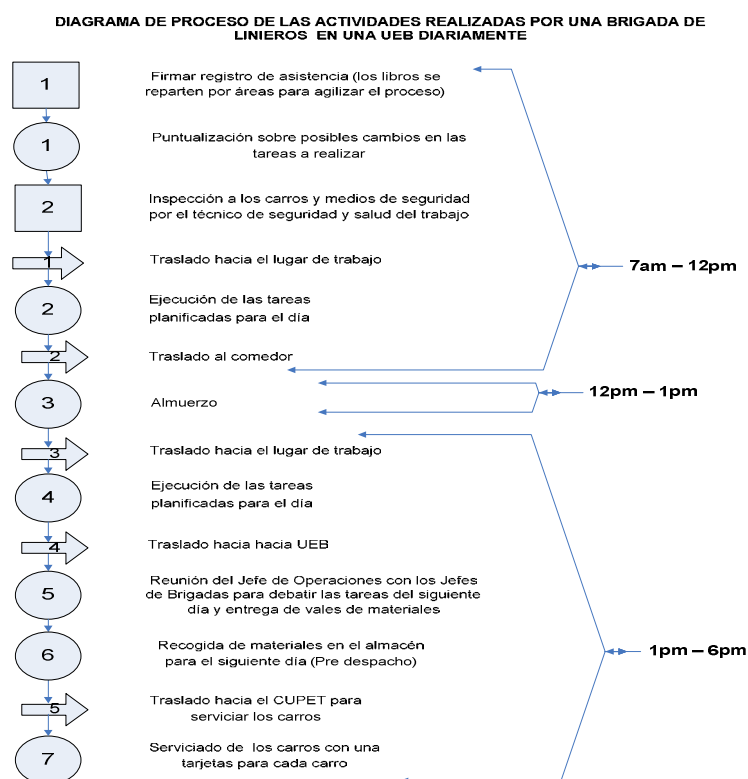 DIAGRAMA DE PROCESO DE LAS ACTIVIDADES REALIZADAS POR UNA BRIGADA DE
LINIEROS EN UNA UEB DIARIAMENTE
1
Firmar registro de asistencia (los libros se
reparten por áreas para agilizar el proceso)
1
Puntualización sobre posibles cambios en las
tareas a realizar
2
Inspección a los carros y medios de seguridad
por el técnico de seguridad y salud del trabajo
1
Traslado hacia el lugar de trabajo
7am – 12pm
2
Ejecución de las tareas
planificadas para el día
2
Traslado al comedor
12pm – 1pm
3
Almuerzo
3
Traslado hacia el lugar de trabajo
4
Ejecución de las tareas
planificadas para el día
4
Traslado hacia hacia UEB
5
Reunión del Jefe de Operaciones con los Jefes
de Brigadas para debatir las tareas del siguiente
día y entrega de vales de materiales
6
Recogida de materiales en el almacén
para el siguiente día (Pre despacho)
1pm – 6pm
5
Traslado hacia el CUPET para
serviciar los carros
7
Serviciado de los carros con una
tarjetas para cada carro